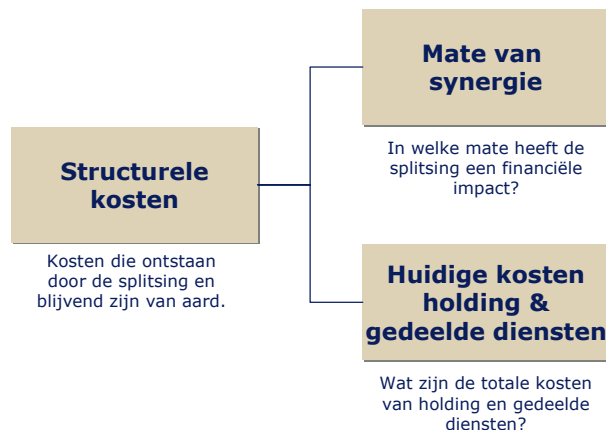 Mate van
synergie
In welke mate heeft de
splitsing een financiële
impact?
Structurele
kosten
Kosten die ontstaan
door de splitsing en
blijvend zijn van aard.
Huidige kosten
holding &
gedeelde diensten
Wat zijn de totale kosten
van holding en gedeelde
diensten?